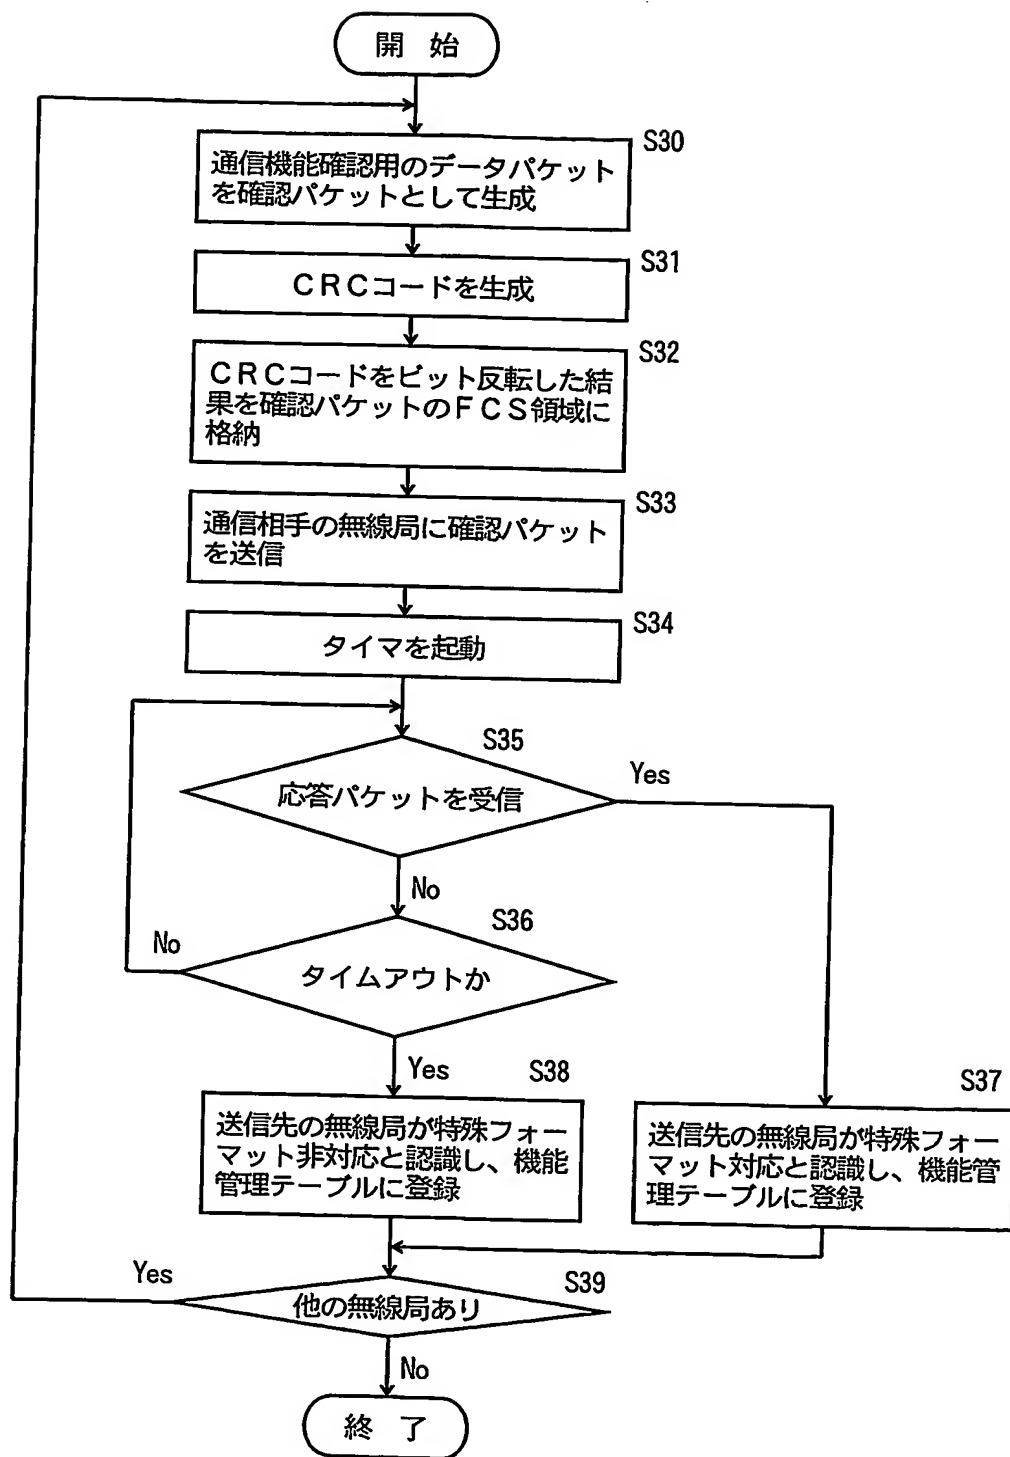 開 始
S30
通信機能確認用のデータパケット
を確認パケットとして生成
S31
CRCコードを生成
S32
CRCコードをビット反転した結
果を確認パケットのFCS領域に
格納
S33
通信相手の無線局に確認パケット
を送信
S34
タイマを起動
S35
応答パケットを受信
Yes
No
S36
タイムアウトか
No
Yes
S38
送信先の無線局が特殊フォー
マット非対応と認識し、機能
管理テーブルに登録
S37
送信先の無線局が特殊フォー
マット対応と認識し、機能管
理テーブルに登録
S39
他の無線局あり
Yes
No
終 了